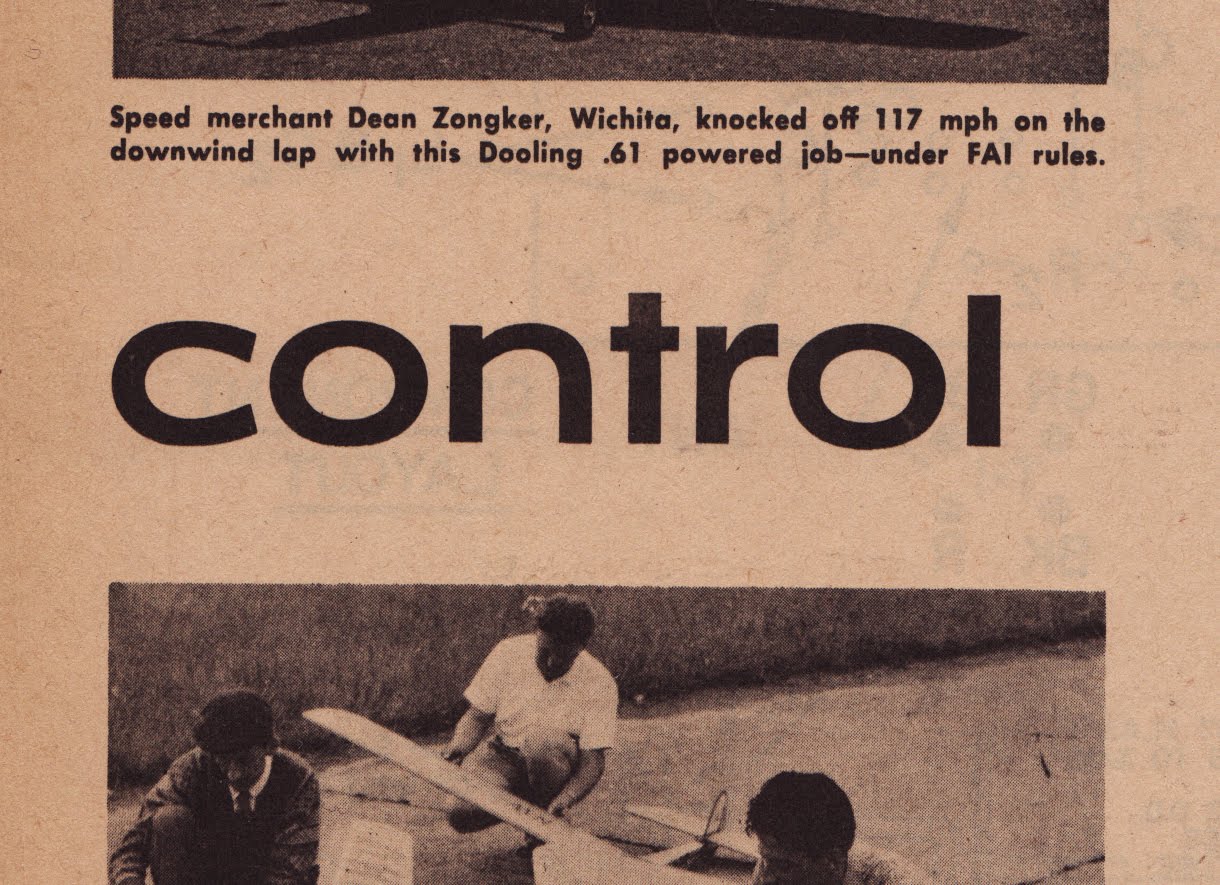 Speed merchant Dean Zongker, Wichita, knocked off 117 mph on the
downwind lap with this Dooling .61 powered job—under FAI rules.
control
LAYOUT